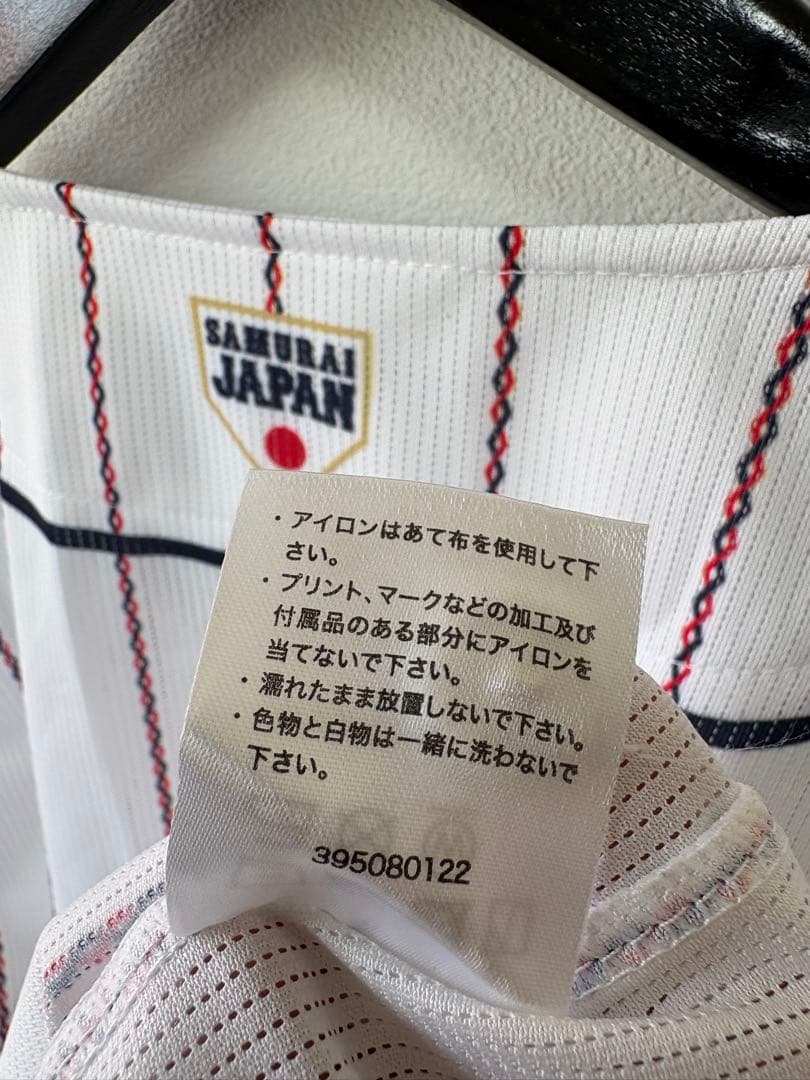 SAMURAI
JAPAN
・アイロンはあて布を使用して下
さい。
・プリント、マークなどの加工及び
付属品のある部分にアイロンを
当てないで下さい。
・濡れたまま放置しないで下さい。
・色物と白物は一緒に洗わないで
下さい。
395080122